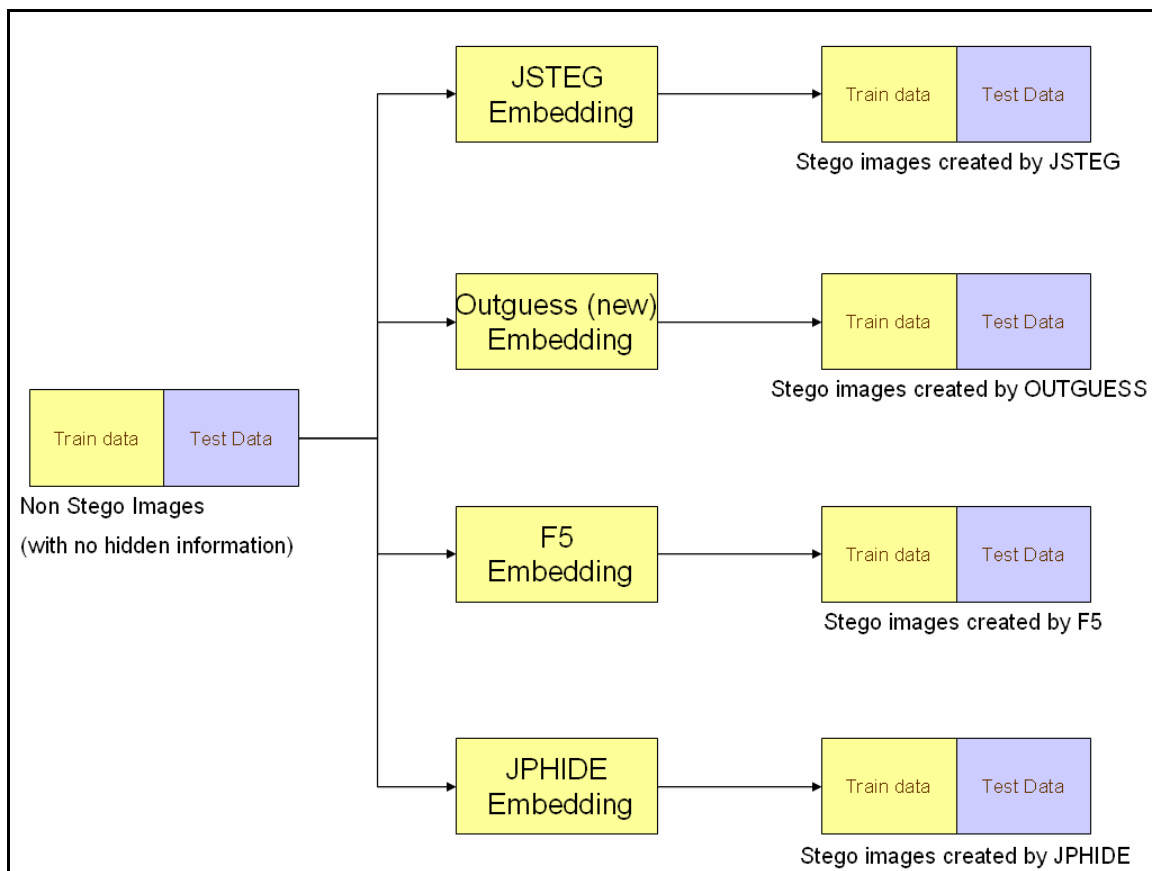 JSTEG
Embedding
Train data
Test Data
Stego images created by JSTEG
Outguess (new)
Embedding
Train data
Test Data
Stego images created by OUTGUESS
Train data
Test Data
Non Stego Images
(with no hidden information)
F5
Embedding
Train data
Test Data
Stego images created by F5
JPHIDE
Embedding
Train data
Test Data
Stego images created by JPHIDE